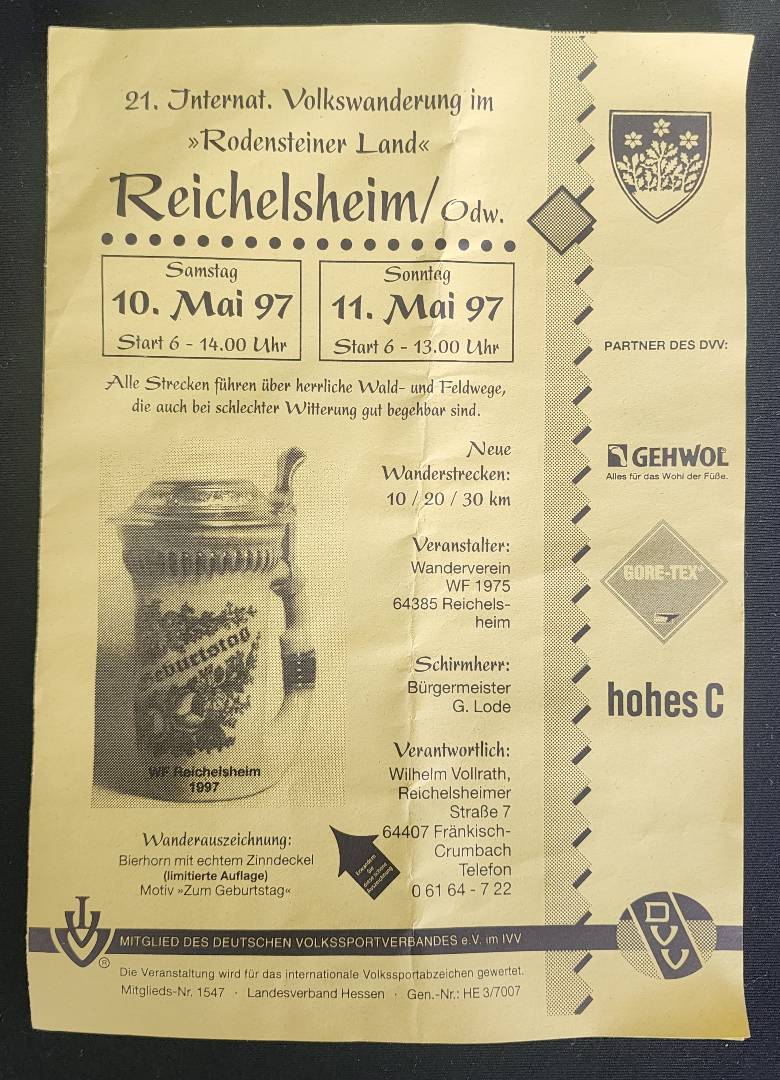 21. Internat. Volkswanderung im
»Rodensteiner Land«
Reichelsheim/Odw.
Samstag
10. Mai 97
Start 6 - 14.00 Uhr
Sonntag
11. Mai 97
Start 6 - 13.00 Uhr
Alle Strecken führen über herrliche Wald- und Feldwege,
die auch bei schlechter Witterung gut begehbar sind.
Neue
Wanderstrecken:
10 / 20 / 30 km
Veranstalter:
Wanderverein
WF 1975
64385 Reichels-
heim
Schirmherr:
Bürgermeister
G. Lode
Verantwortlich:
Wilhelm Vollrath,
Reichelsheimer
Straße 7
64407 Fränkisch-
Crumbach
Telefon
0 61 64 - 7 22
Geburtstag
WF Reichelsheim
1997
Wanderauszeichnung:
Bierhorn mit echtem Zinndeckel
(limitierte Auflage)
Motiv »Zum Geburtstag«
Erwandern
Sie
diese schöne
Auszeichnung
PARTNER DES DVV:
GEHWOL®
Alles für das Wohl der Füße.
GORE-TEX®
hohes C
IVV
®
MITGLIED DES DEUTSCHEN VOLKSSPORTVERBANDES e.V. im IVV
DVV
Die Veranstaltung wird für das internationale Volkssportabzeichen gewertet.
Mitglieds-Nr. 1547 · Landesverband Hessen · Gen.-Nr.: HE 3/7007